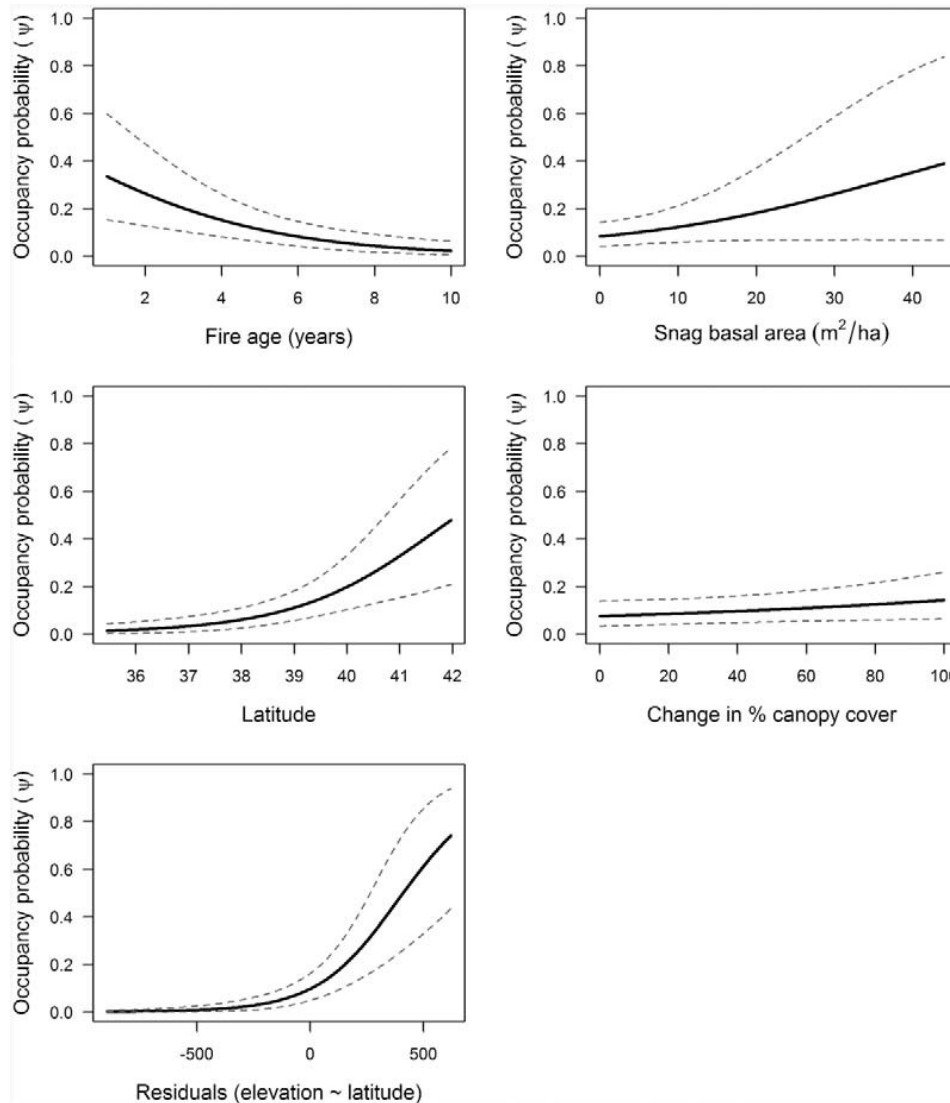 Occupancy probability ( ψ)
1.0
0.8
0.6
0.4
0.2
0.0
2 4 6 8 10
Fire age (years)
Occupancy probability ( ψ)
1.0
0.8
0.6
0.4
0.2
0.0
0 10 20 30 40
Snag basal area (m²/ha)
Occupancy probability ( ψ)
1.0
0.8
0.6
0.4
0.2
0.0
36 37 38 39 40 41 42
Latitude
Occupancy probability ( ψ)
1.0
0.8
0.6
0.4
0.2
0.0
0 20 40 60 80 100
Change in % canopy cover
Occupancy probability ( ψ)
1.0
0.8
0.6
0.4
0.2
0.0
-500 0 500
Residuals (elevation ~ latitude)